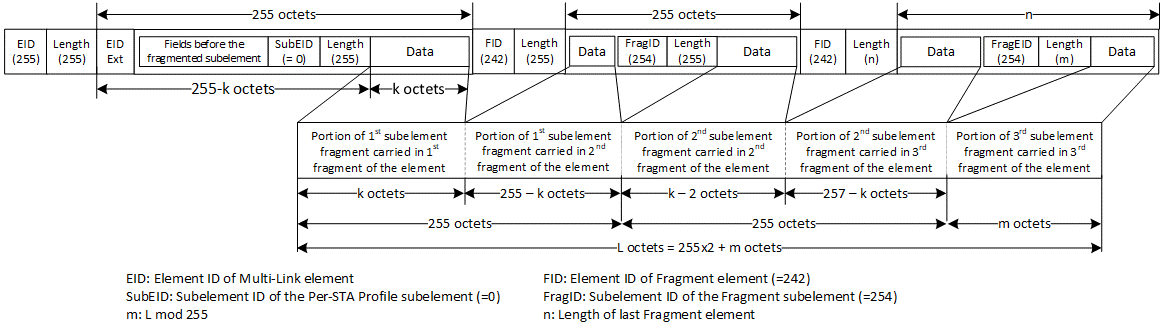 255 octets
255 octets
n
EID
(255)
Length
(255)
EID
Ext
Fields before the
fragmented subelement
SubEID
(= 0)
Length
(255)
Data
FID
(242)
Length
(255)
Data
FragID
(254)
Length
(255)
Data
FID
(242)
Length
(n)
Data
FragEID
(254)
Length
(m)
Data
255-k octets
k octets
Portion of 1st subelement
fragment carried in 1st
fragment of the element
Portion of 1st subelement
fragment carried in 2nd
fragment of the element
Portion of 2nd subelement
fragment carried in 2nd
fragment of the element
Portion of 2nd subelement
fragment carried in 3rd
fragment of the element
Portion of 3rd subelement
fragment carried in 3rd
fragment of the element
k octets
255 – k octets
k – 2 octets
257 – k octets
255 octets
255 octets
m octets
L octets = 255x2 + m octets
EID: Element ID of Multi-Link element
FID: Element ID of Fragment element (=242)
SubEID: Subelement ID of the Per-STA Profile subelement (=0)
FragID: Subelement ID of the Fragment subelement (=254)
m: L mod 255
n: Length of last Fragment element